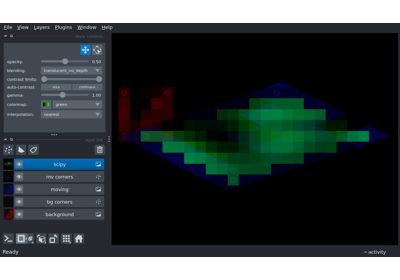 File View Layers Plugins Window Help
opacity: 0.50
blending: translucent_no_depth
contrast limits:
auto-contrast: once continuous
gamma: 1.00
colormap: green
interpolation: nearest
scipy
mv corners
moving
bg corners
background
Ready activity